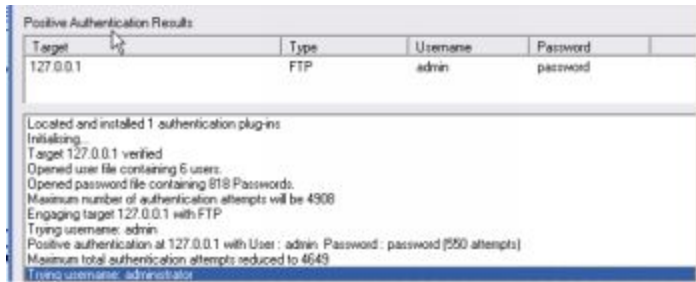 Positive Authentication Results
Target Type Username Password
127.0.0.1 FTP admin password
Located and installed 1 authentication plug-ins
Initialising...
Target 127.0.0.1 verified
Opened user file containing 6 users.
Opened password file containing 818 Passwords.
Maximum number of authentication attempts will be 4908
Engaging target 127.0.0.1 with FTP
Trying username: admin
Positive authentication at 127.0.0.1 with User : admin Password : password (550 attempts)
Maximum total authentication attempts reduced to 4649
Trying username: administrator